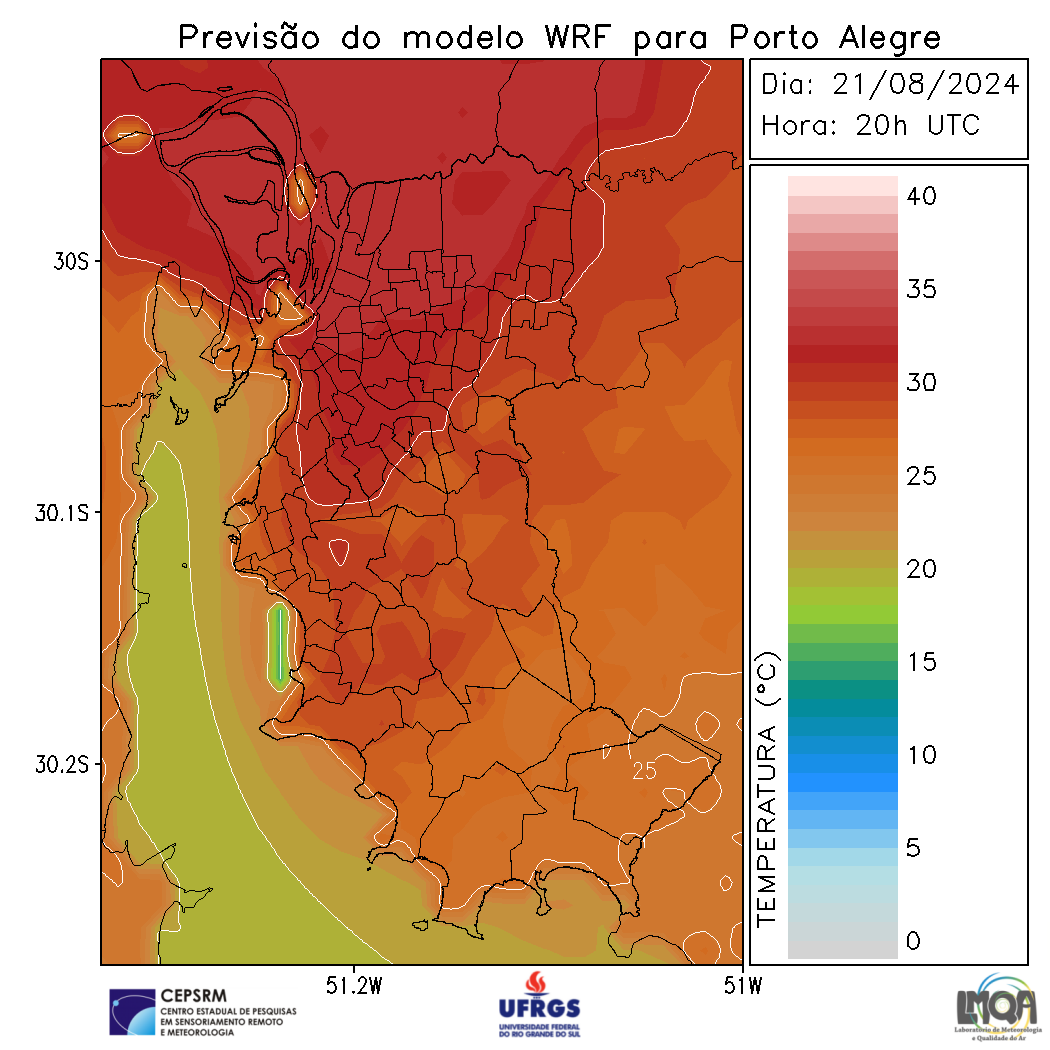 Previsão do modelo WRF para Porto Alegre
Dia: 21/08/2024
Hora: 20h UTC
40
35
30
25
20
15
10
5
0
TEMPERATURA (°C)
30S
30.1S
30.2S
25
51.2W
51W
CEPSRM
CENTRO ESTADUAL DE PESQUISAS
EM SENSORIAMENTO REMOTO
E METEOROLOGIA
UFRGS
UNIVERSIDADE FEDERAL
DO RIO GRANDE DO SUL
LMQA
Laboratório de Meteorologia
e Qualidade do Ar